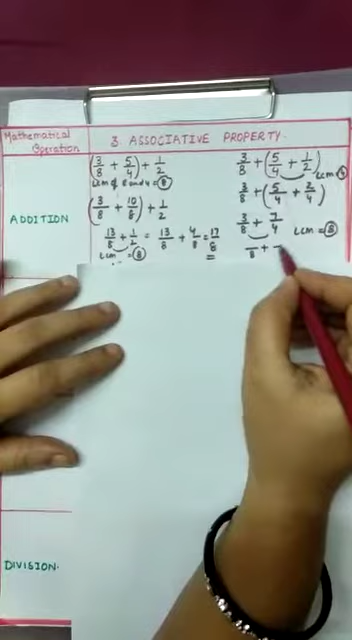 Mathematical Operation
3. ASSOCIATIVE PROPERTY.
ADDITION
(3/8 + 5/4) + 1/2
LCM of 8 and 4 = 8
(3/8 + 10/8) + 1/2
13/8 + 1/2 = 13/8 + 4/8 = 17/8
LCM = 8
3/8 + (5/4 + 1/2) LCM = 4
3/8 + (5/4 + 2/4)
3/8 + 7/4 LCM = 8
/8 +
DIVISION.